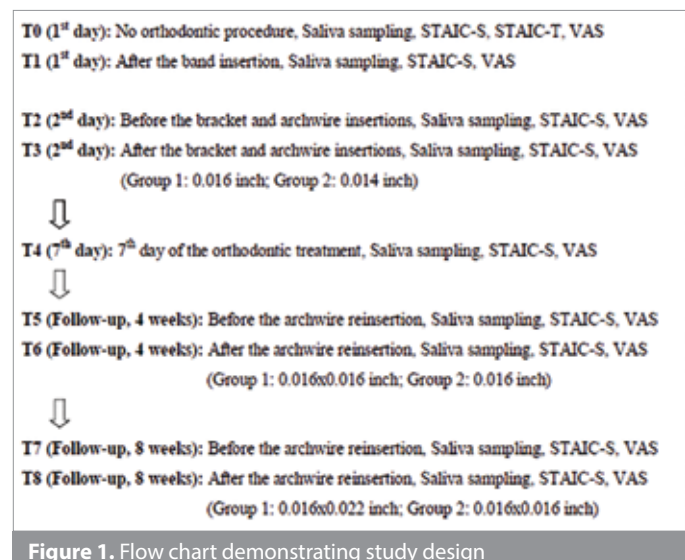 T0 (1st day): No orthodontic procedure, Saliva sampling, STAIC-S, STAIC-T, VAS
T1 (1st day): After the band insertion, Saliva sampling, STAIC-S, VAS
T2 (2nd day): Before the bracket and archwire insertions, Saliva sampling, STAIC-S, VAS
T3 (2nd day): After the bracket and archwire insertions, Saliva sampling, STAIC-S, VAS
(Group 1: 0.016 inch; Group 2: 0.014 inch)
T4 (7th day): 7th day of the orthodontic treatment, Saliva sampling, STAIC-S, VAS
T5 (Follow-up, 4 weeks): Before the archwire reinsertion, Saliva sampling, STAIC-S, VAS
T6 (Follow-up, 4 weeks): After the archwire reinsertion, Saliva sampling, STAIC-S, VAS
(Group 1: 0.016x0.016 inch; Group 2: 0.016 inch)
T7 (Follow-up, 8 weeks): Before the archwire reinsertion, Saliva sampling, STAIC-S, VAS
T8 (Follow-up, 8 weeks): After the archwire reinsertion, Saliva sampling, STAIC-S, VAS
(Group 1: 0.016x0.022 inch; Group 2: 0.016x0.016 inch)
Figure 1. Flow chart demonstrating study design